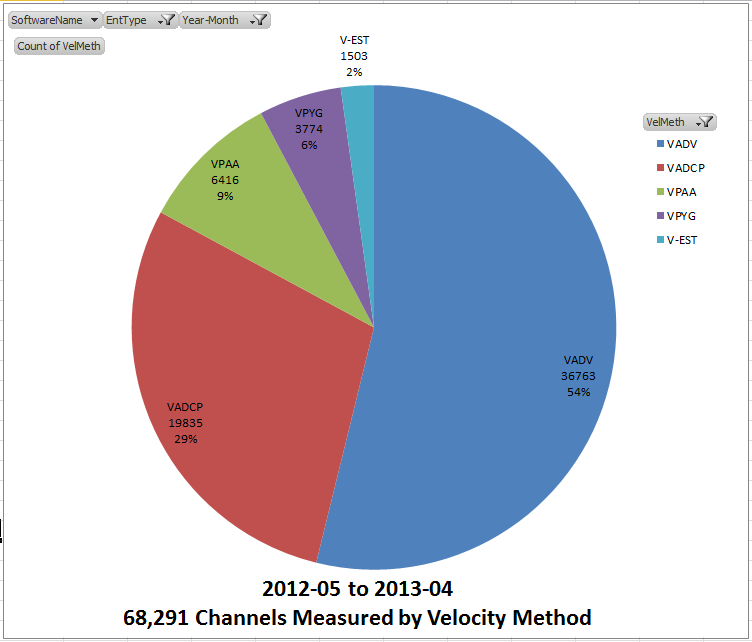 SoftwareName EntType Year-Month
Count of VelMeth
V-EST
1503
2%
VPYG
3774
6%
VPAA
6416
9%
VelMeth
VADV
VADCP
VPAA
VPYG
V-EST
VADV
36763
54%
VADCP
19835
29%
2012-05 to 2013-04
68,291 Channels Measured by Velocity Method